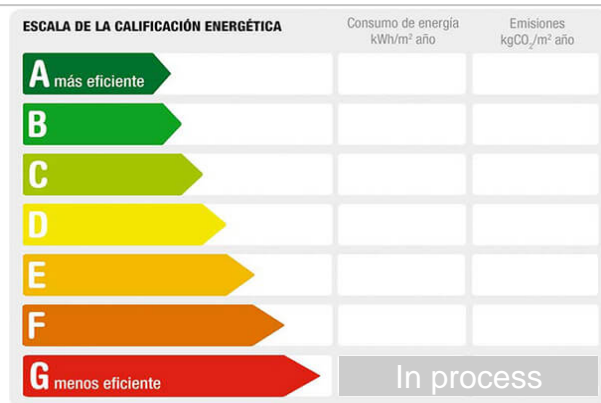 ESCALA DE LA CALIFICACIÓN ENERGÉTICA
Consumo de energía
kWh/m² año
Emisiones
kgCO₂/m² año
A más eficiente
B
C
D
E
F
G menos eficiente
In process